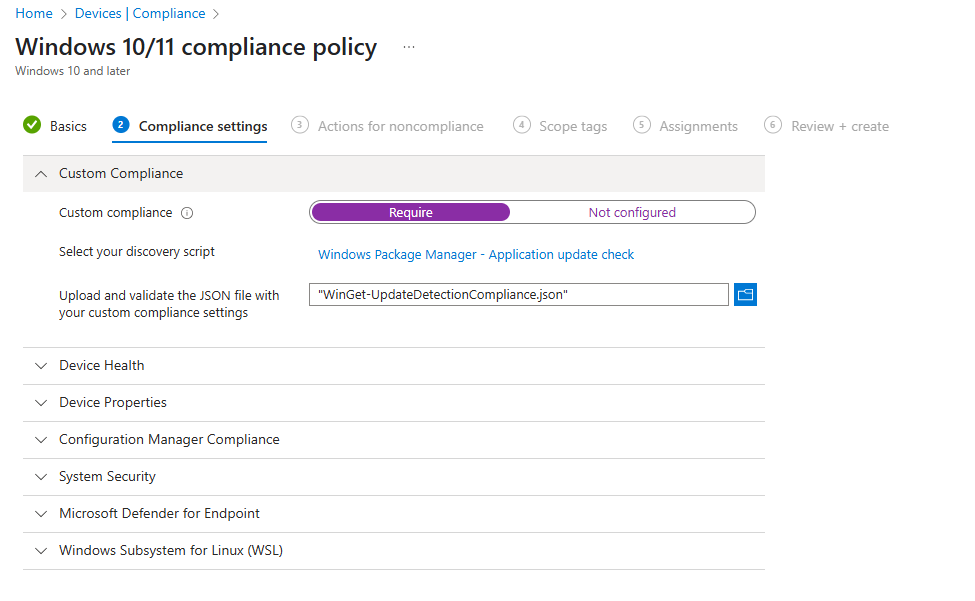 Home > Devices | Compliance >
Windows 10/11 compliance policy ...
Windows 10 and later
Basics 2 Compliance settings 3 Actions for noncompliance 4 Scope tags 5 Assignments 6 Review + create
Custom Compliance
Custom compliance Require Not configured
Select your discovery script Windows Package Manager - Application update check
Upload and validate the JSON file with
your custom compliance settings
"WinGet-UpdateDetectionCompliance.json"
Device Health
Device Properties
Configuration Manager Compliance
System Security
Microsoft Defender for Endpoint
Windows Subsystem for Linux (WSL)